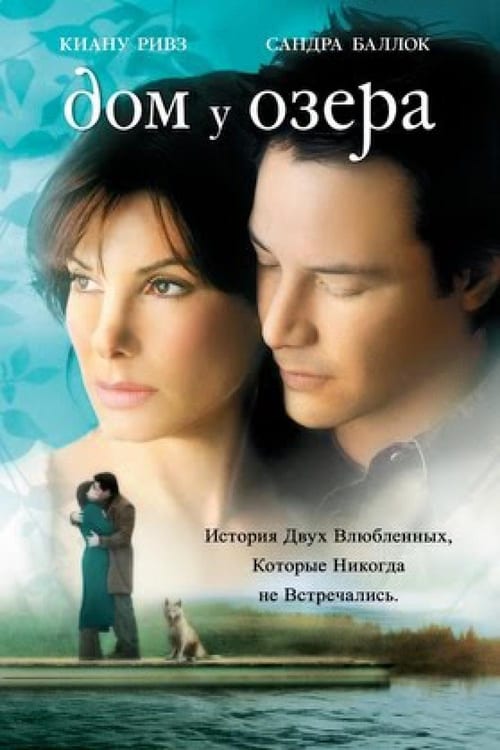 КИАНУ РИВЗ САНДРА БАЛЛОК
дом у озера
История Двух Влюбленных,
Которые Никогда
не Встречались.